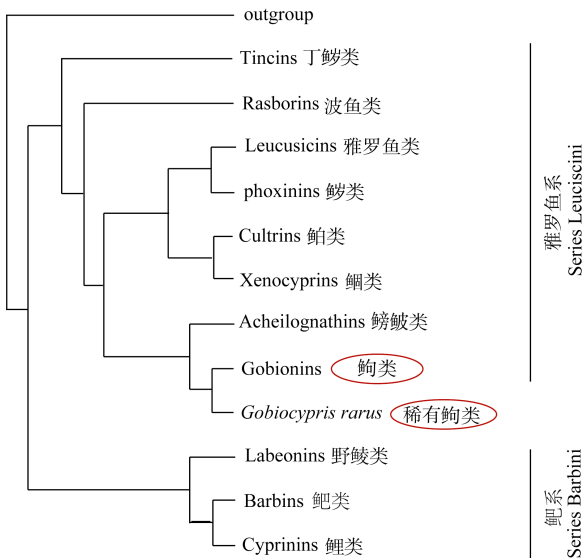 outgroup
Tincins 丁鲅类
Rasborins 波鱼类
Leucusicins 雅罗鱼类
phoxinins 鲅类
Cultrins 鲌类
Xenocyprins 鲴类
Acheilognathins 鳑鲏类
Gobionins 鮈类
Gobiocypris rarus 稀有鮈类
Labeonins 野鲮类
Barbins 鲃类
Cyprinins 鲤类
雅罗鱼系
Series Leuciscini
鲃系
Series Barbini